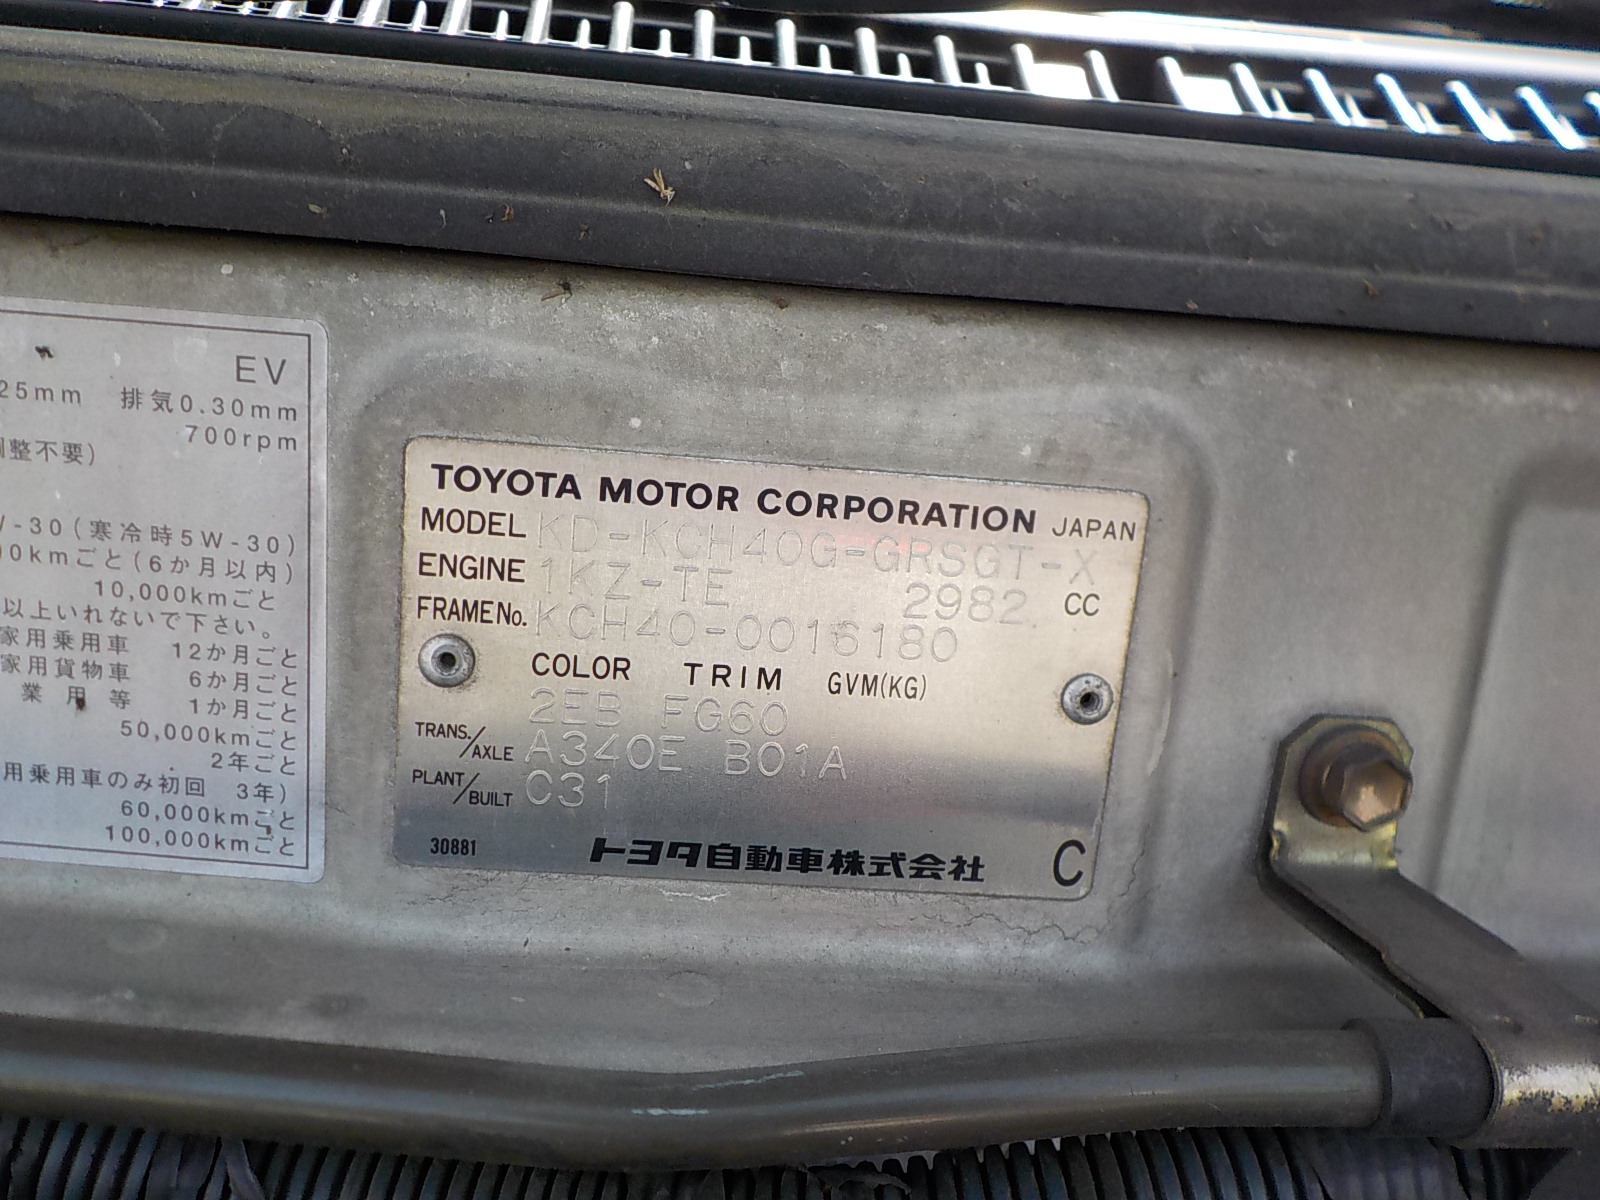 EV
25mm 排気0.30mm
700rpm
調整不要)
W-30(寒冷時5W-30)
0kmごと(6か月以内)
10,000kmごと
以上いれないで下さい。
家用乗用車 12か月ごと
家用貨物車 6か月ごと
業用等 1か月ごと
50,000kmごと
2年ごと
用乗用車のみ初回 3年)
60,000kmごと
100,000kmごと
TOYOTA MOTOR CORPORATION JAPAN
MODEL KD-KCH40G-GRSGT-X
ENGINE 1KZ-TE 2982 CC
FRAME No. KCH40-0016180
COLOR TRIM GVM(KG)
2EB FG60
TRANS./AXLE A340E B01A
PLANT/BUILT C31
30881 トヨタ自動車株式会社 C